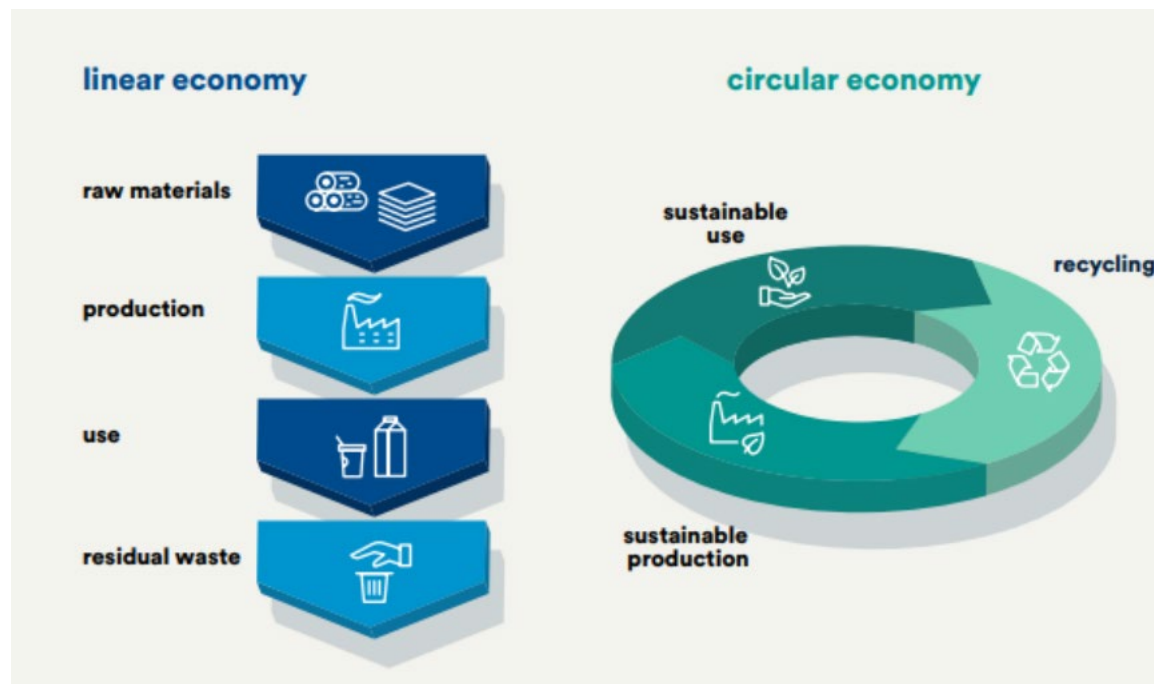 linear economy
circular economy
raw materials
production
use
residual waste
sustainable
use
recycling
sustainable
production